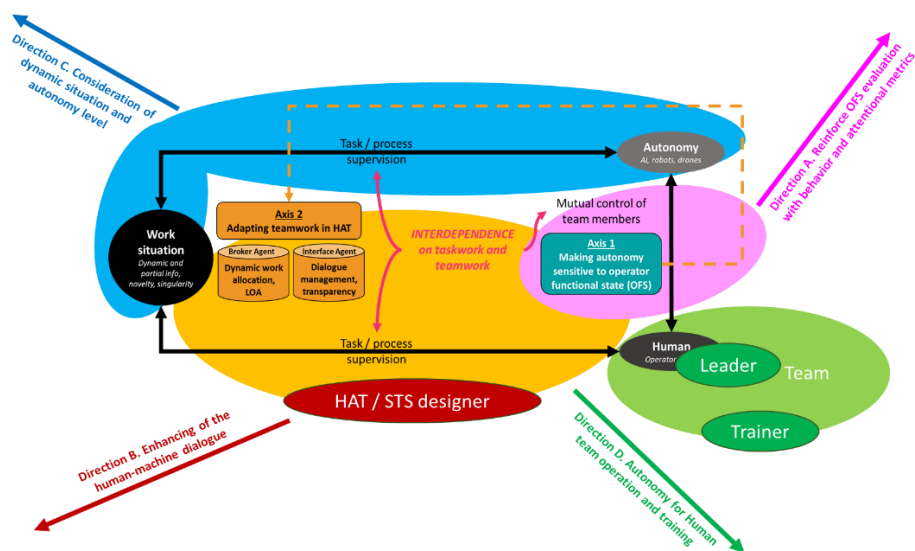 Direction C. Consideration of
dynamic situation and
autonomy level
Direction A. Reinforce OFS evaluation
with behavior and attentional metrics
Task / process
supervision
Autonomy
AI, robots, drones
Work
situation
Dynamic and
partial info,
novelty, singularity
Axis 2
Adapting teamwork in HAT
Broker Agent
Dynamic work
allocation,
LOA
Interface Agent
Dialogue
management,
transparency
INTERDEPENDENCE
on taskwork and
teamwork
Mutual control of
team members
Axis 1
Making autonomy
sensitive to operator
functional state (OFS)
Task / process
supervision
Human
Operator
Leader
Team
Trainer
HAT / STS designer
Direction B. Enhancing of the
human-machine dialogue
Direction D. Autonomy for Human
team operation and training